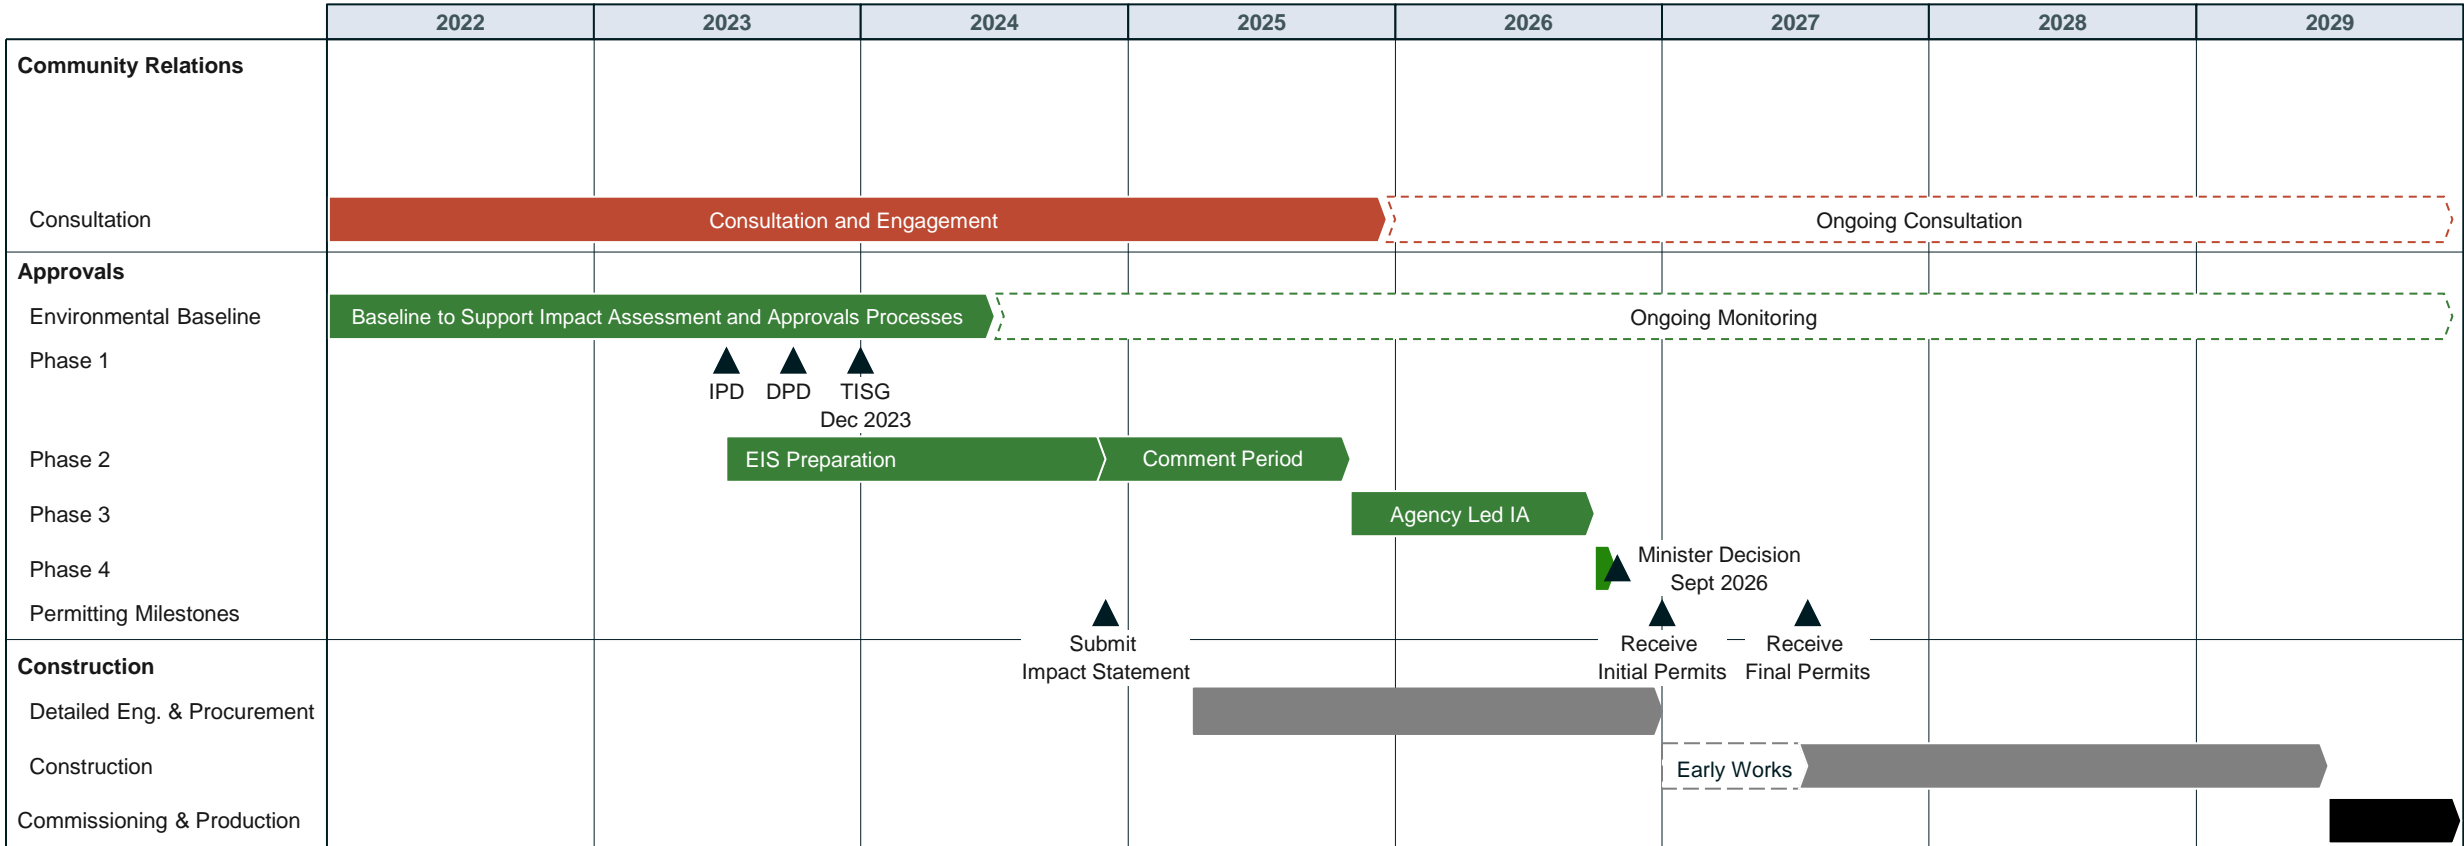 2022 2023 2024 2025 2026 2027 2028 2029
Community Relations
Consultation
Consultation and Engagement
Ongoing Consultation
Approvals
Environmental Baseline
Baseline to Support Impact Assessment and Approvals Processes
Ongoing Monitoring
Phase 1
IPD DPD TISG
Dec 2023
Phase 2
EIS Preparation
Comment Period
Phase 3
Agency Led IA
Phase 4
Minister Decision
Sept 2026
Permitting Milestones
Submit
Impact Statement
Receive
Initial Permits
Receive
Final Permits
Construction
Detailed Eng. & Procurement
Construction
Early Works
Commissioning & Production